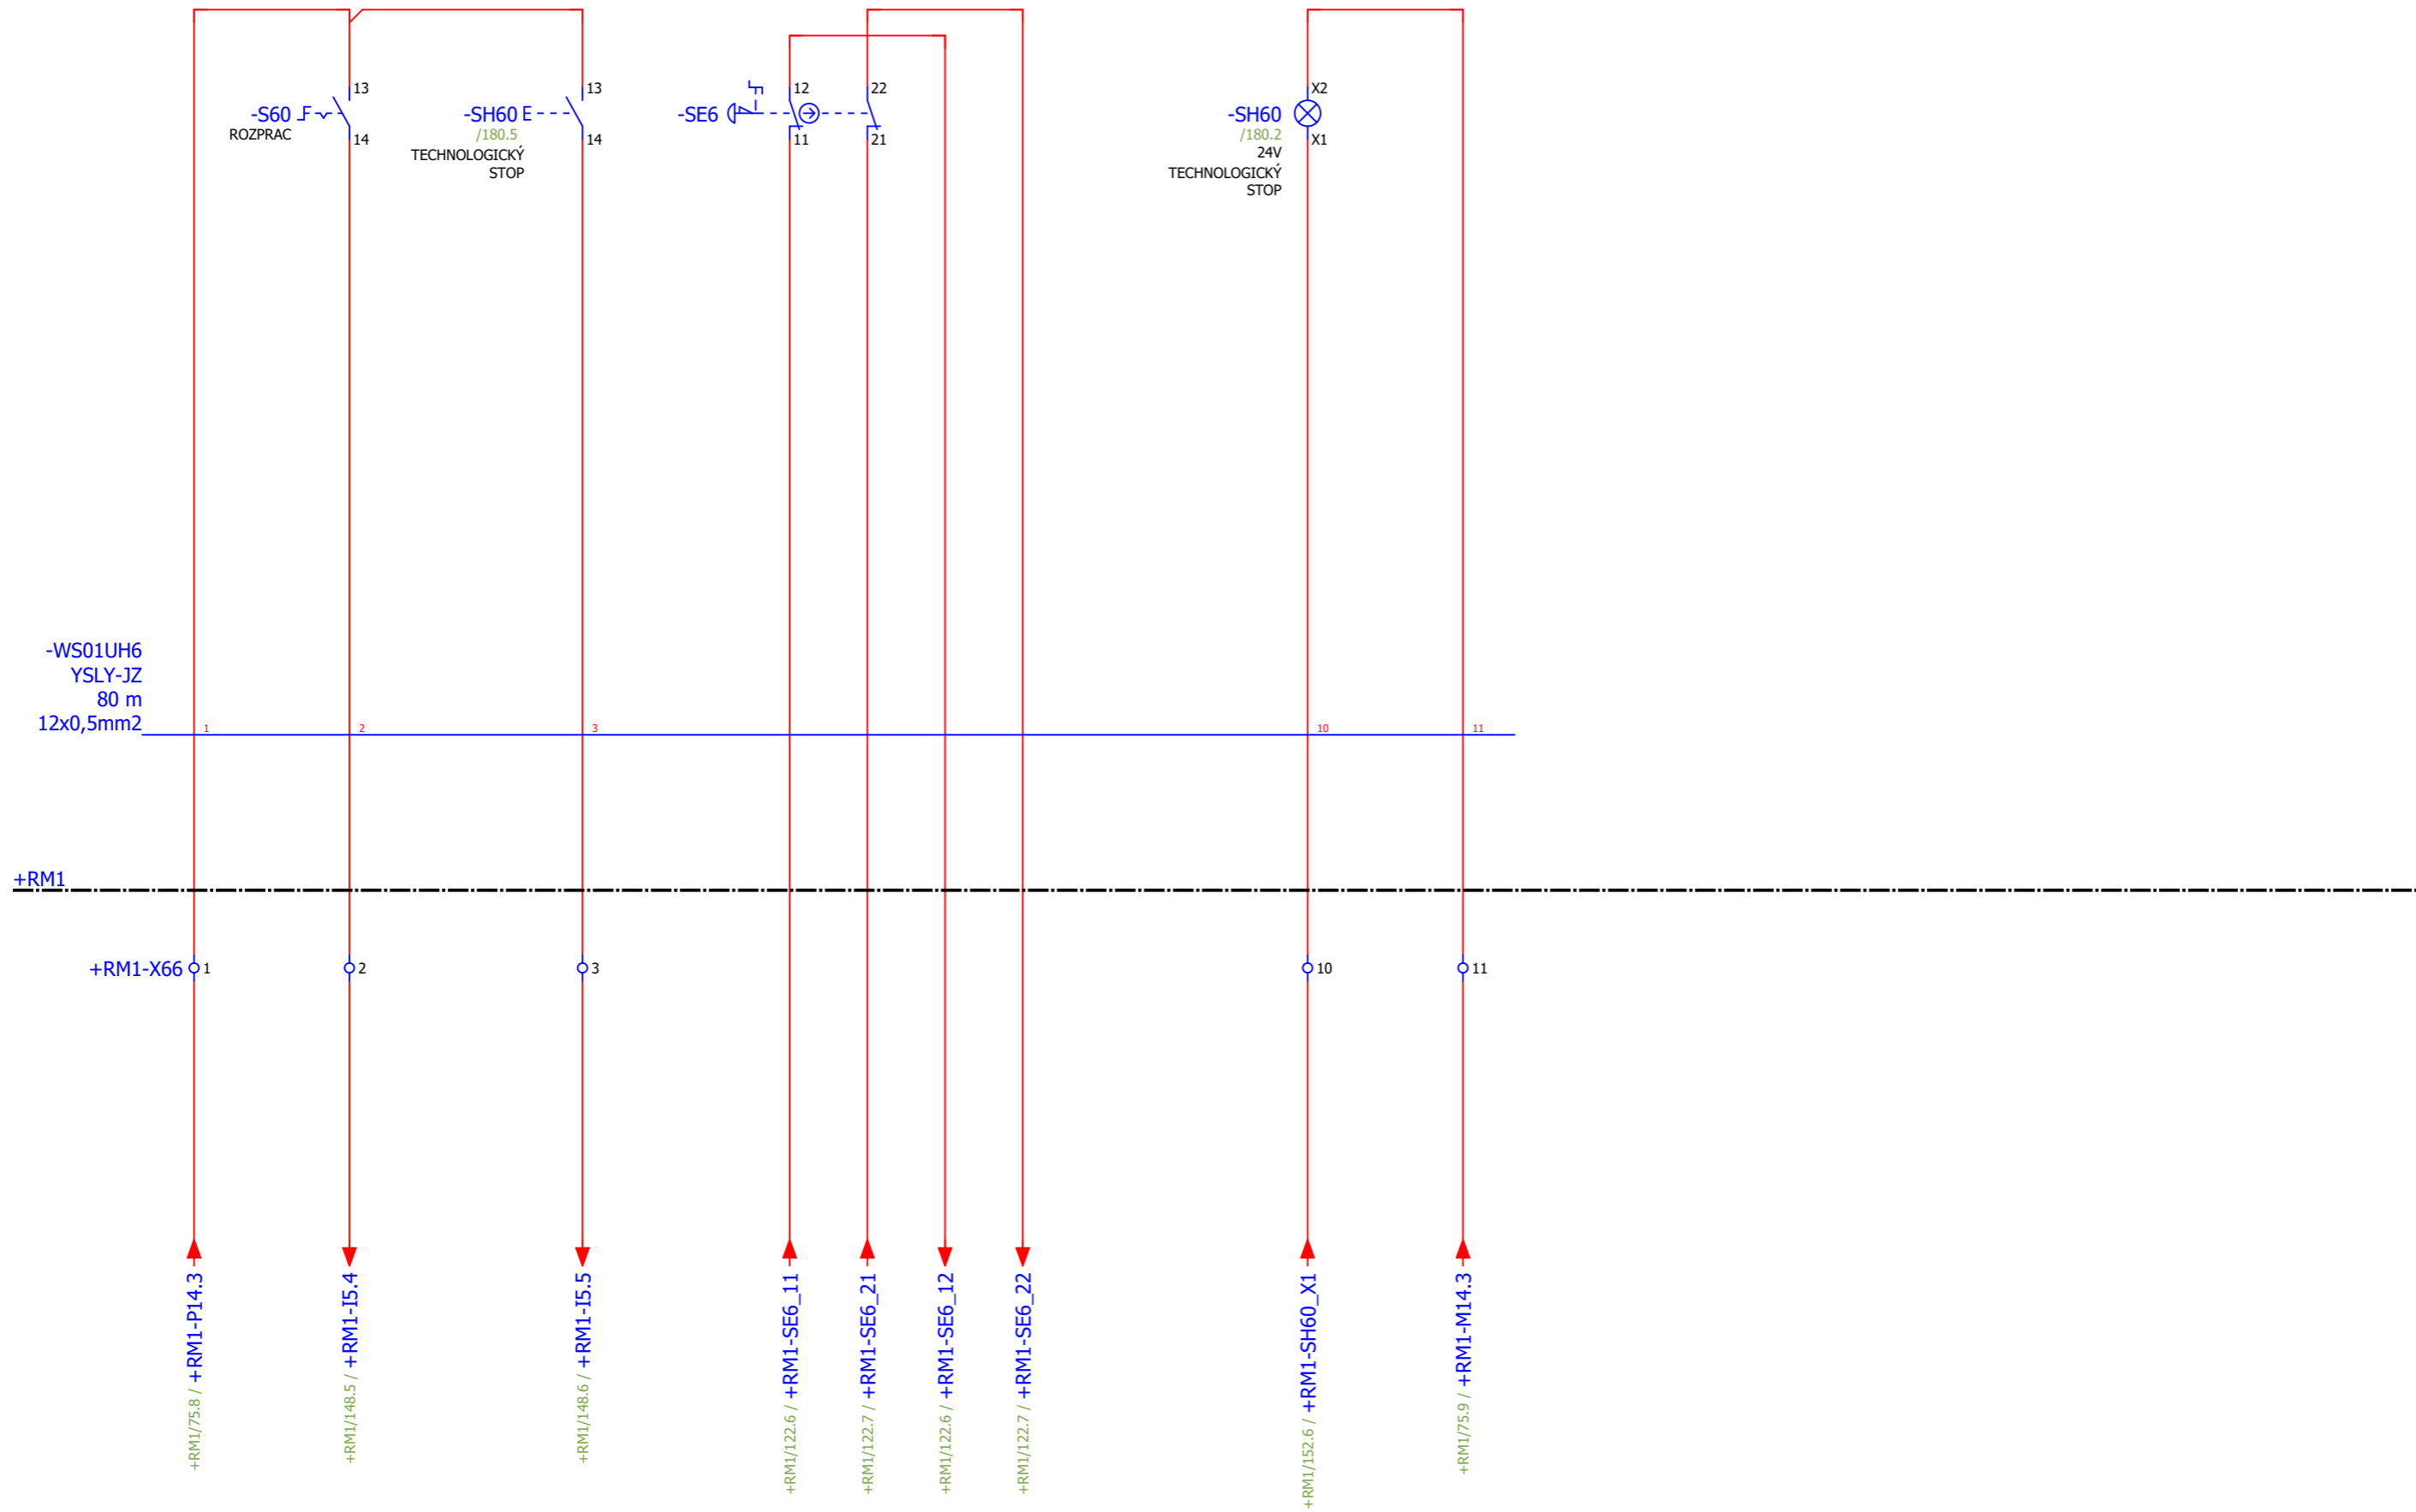 13
-S60
ROZPRAC
14
13
-SH60
/180.5
TECHNOLOGICKÝ
STOP
14
-SE6
12
11
22
21
X2
-SH60
/180.2
X1
24V
TECHNOLOGICKÝ
STOP
-WS01UH6
YSLY-JZ
80 m
12x0,5mm2
1
2
3
10
11
+RM1
+RM1-X66
1
2
3
10
11
+RM1/75.8 / +RM1-P14.3
+RM1/148.5 / +RM1-I5.4
+RM1/148.6 / +RM1-I5.5
+RM1/122.6 / +RM1-SE6_11
+RM1/122.7 / +RM1-SE6_21
+RM1/122.6 / +RM1-SE6_12
+RM1/122.7 / +RM1-SE6_22
+RM1/152.6 / +RM1-SH60_X1
+RM1/75.9 / +RM1-M14.3